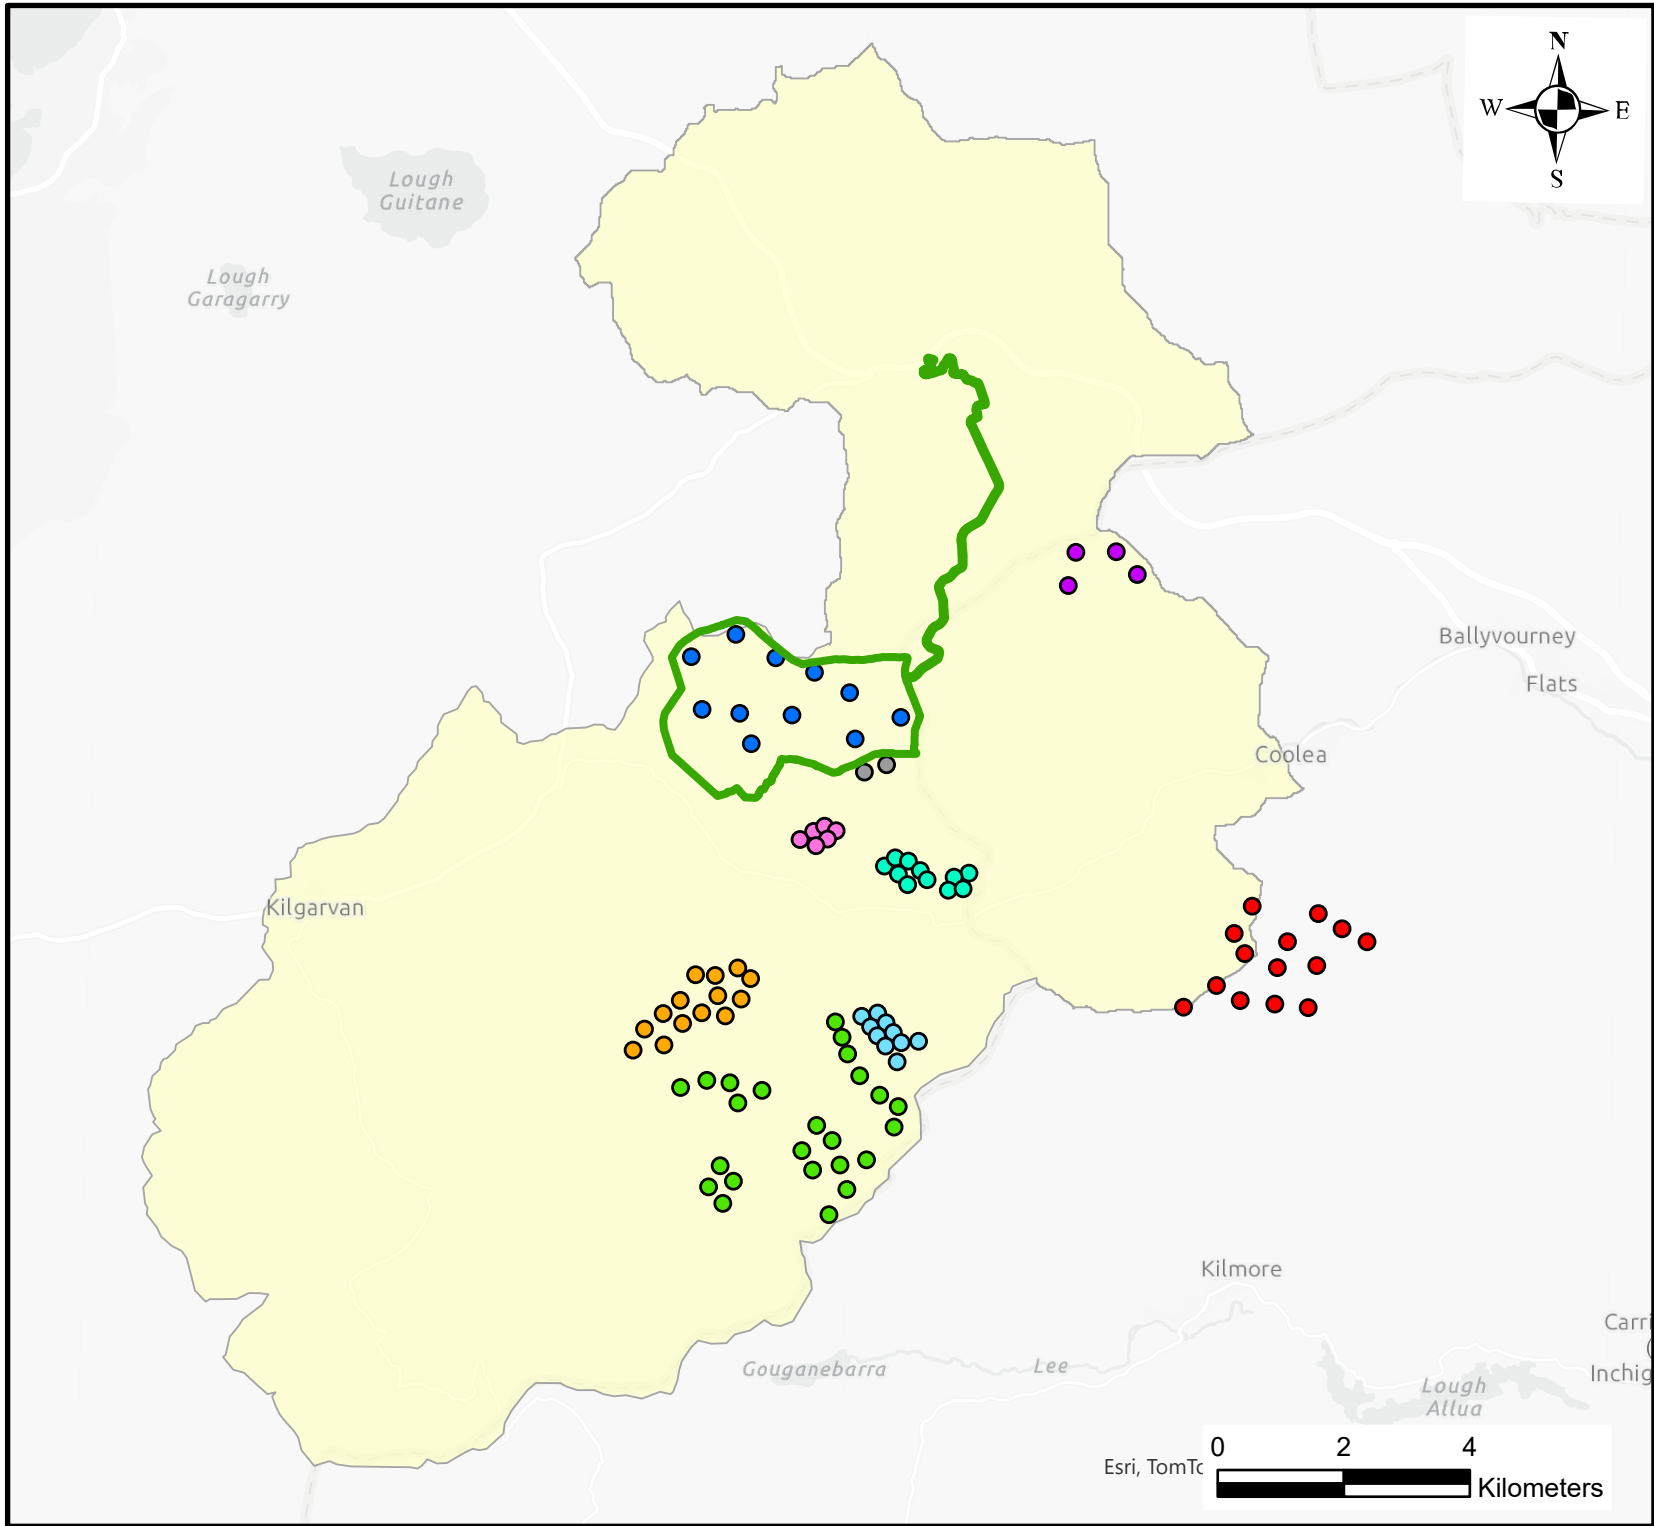 N
W E
S
Lough
Guitane
Lough
Garagarry
Ballyvourney
Flats
Coolea
Kilgarvan
Kilmore
Carri
Gouganebarra
Lee
Inchig
Lough
Allua
0 2 4
Kilometers
Esri, TomTo